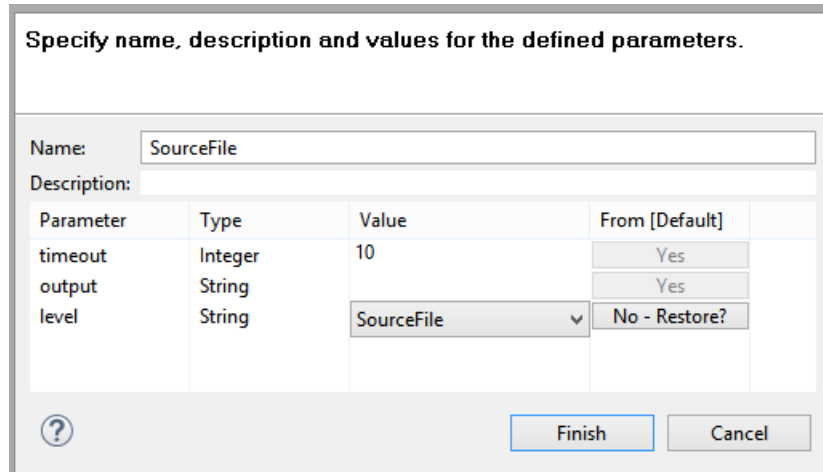 Specify name, description and values for the defined parameters.
Name: SourceFile
Description:
Parameter Type Value From [Default]
timeout Integer 10 Yes
output String Yes
level String SourceFile No - Restore?
? Finish Cancel